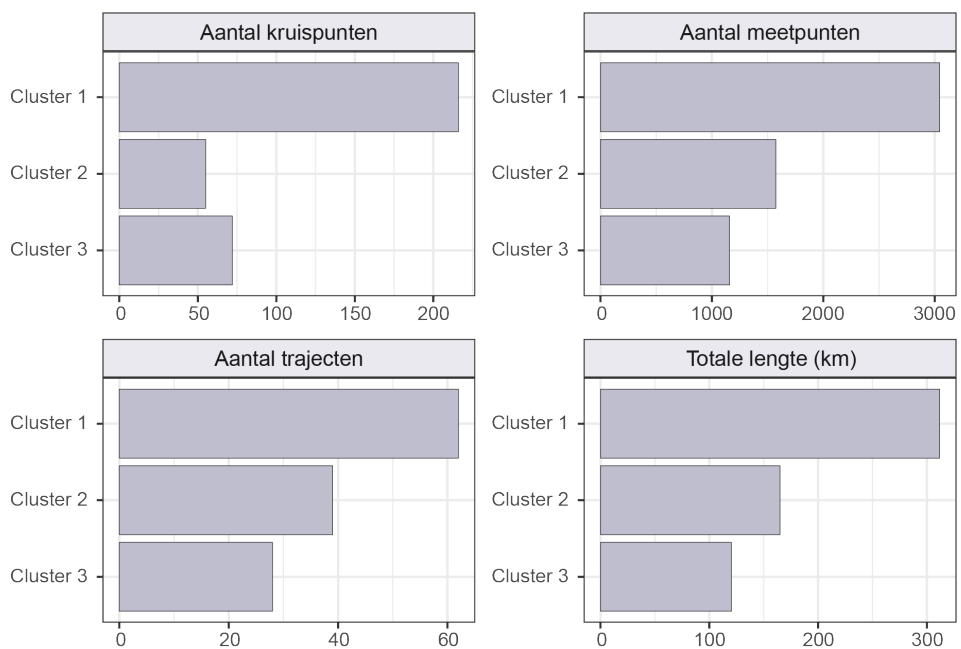 Aantal kruispunten
Cluster 1
Cluster 2
Cluster 3
0 50 100 150 200
Aantal meetpunten
Cluster 1
Cluster 2
Cluster 3
0 1000 2000 3000
Aantal trajecten
Cluster 1
Cluster 2
Cluster 3
0 20 40 60
Totale lengte (km)
Cluster 1
Cluster 2
Cluster 3
0 100 200 300